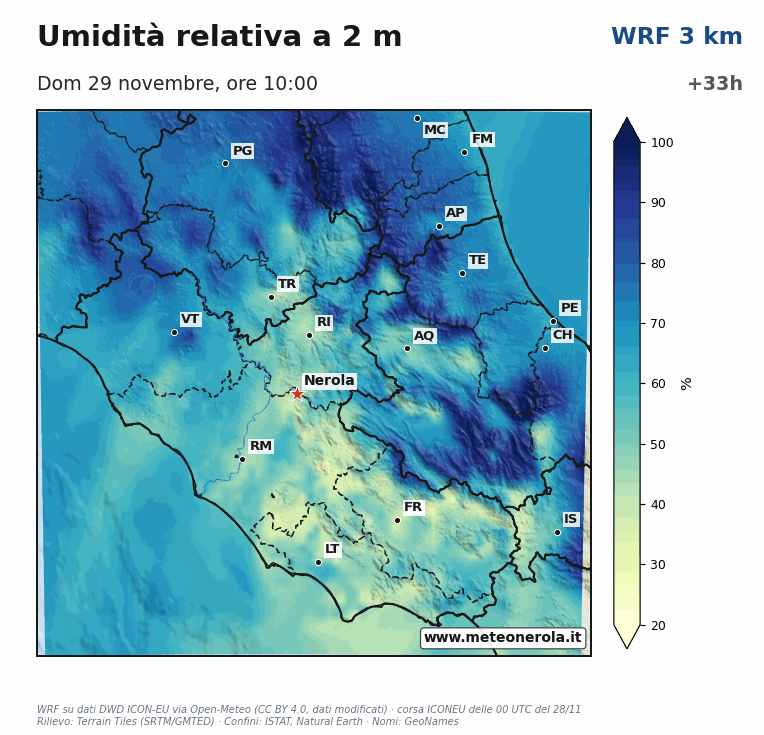 Umidità relativa a 2 m
WRF 3 km
Dom 29 novembre, ore 10:00
+33h
MC
FM
PG
AP
TE
TR
PE
VT
RI
CH
AQ
Nerola
RM
FR
IS
LT
www.meteonerola.it
100
90
80
70
60
50
40
30
20
%
WRF su dati DWD ICON-EU via Open-Meteo (CC BY 4.0, dati modificati) · corsa ICONEU delle 00 UTC del 28/11
Rilievo: Terrain Tiles (SRTM/GMTED) · Confini: ISTAT, Natural Earth · Nomi: GeoNames